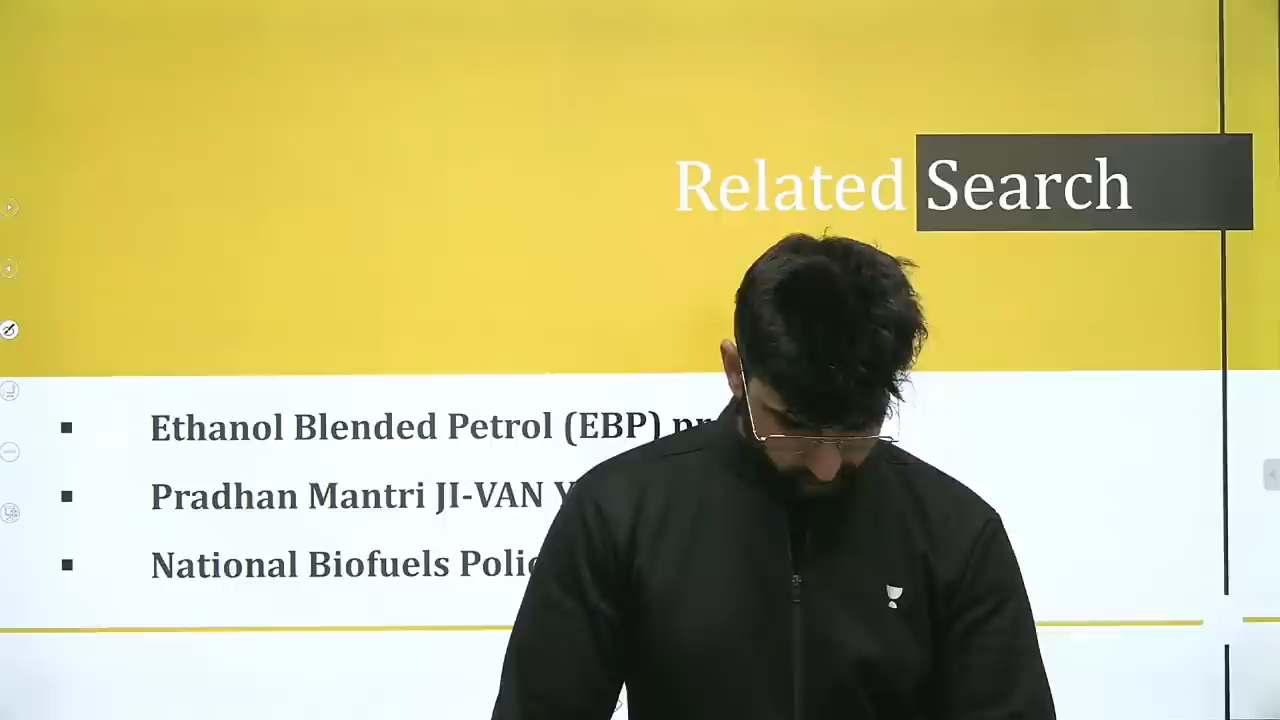 Related Search
▪ Ethanol Blended Petrol (EBP)
▪ Pradhan Mantri JI-VAN
▪ National Biofuels